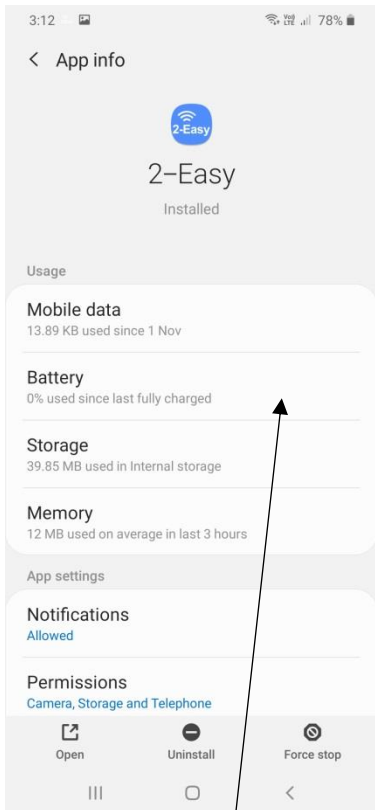 3:12
Vo)) LTE 78%
App info
2-Easy
2-Easy
Installed
Usage
Mobile data
13.89 KB used since 1 Nov
Battery
0% used since last fully charged
Storage
39.85 MB used in Internal storage
Memory
12 MB used on average in last 3 hours
App settings
Notifications
Allowed
Permissions
Camera, Storage and Telephone
Open Uninstall Force stop